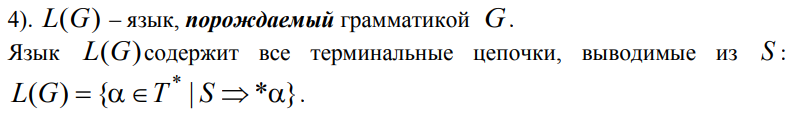 4). L(G) – язык, порождаемый грамматикой G.
Язык L(G)содержит все терминальные цепочки, выводимые из S:
L(G) = {α ∈ T* | S ⇒ *α}.